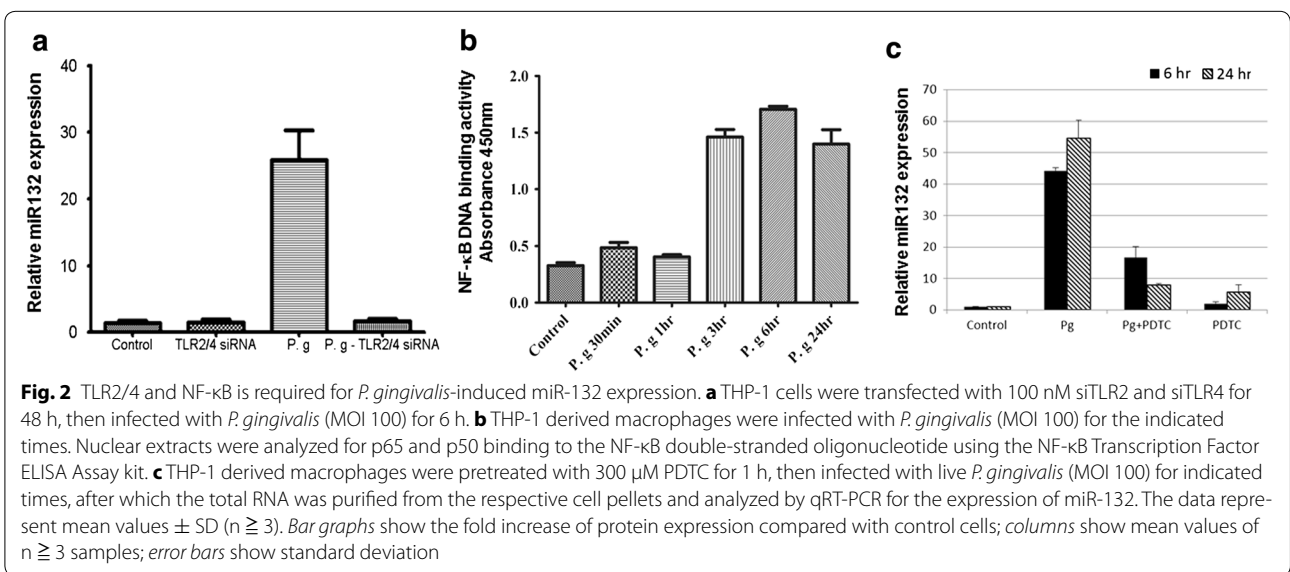 a
40
30
20
10
0
Relative miR132 expression
Control
TLR2/4 siRNA
P. g
P. g - TLR2/4 siRNA
b
2.0
1.5
1.0
0.5
0.0
NF-κB DNA binding activity
Absorbance 450nm
Control
P. g 30min
P. g 1hr
P. g 3hr
P. g 6hr
P. g 24hr
c
6 hr
24 hr
70
60
50
40
30
20
10
0
Relative miR132 expression
Control
Pg
Pg+PDTC
PDTC
Fig. 2 TLR2/4 and NF-κB is required for P. gingivalis-induced miR-132 expression. a THP-1 cells were transfected with 100 nM siTLR2 and siTLR4 for
48 h, then infected with P. gingivalis (MOI 100) for 6 h. b THP-1 derived macrophages were infected with P. gingivalis (MOI 100) for the indicated
times. Nuclear extracts were analyzed for p65 and p50 binding to the NF-κB double-stranded oligonucleotide using the NF-κB Transcription Factor
ELISA Assay kit. c THP-1 derived macrophages were pretreated with 300 µM PDTC for 1 h, then infected with live P. gingivalis (MOI 100) for indicated
times, after which the total RNA was purified from the respective cell pellets and analyzed by qRT-PCR for the expression of miR-132. The data repre-
sent mean values ± SD (n ≧ 3). Bar graphs show the fold increase of protein expression compared with control cells; columns show mean values of
n ≧ 3 samples; error bars show standard deviation